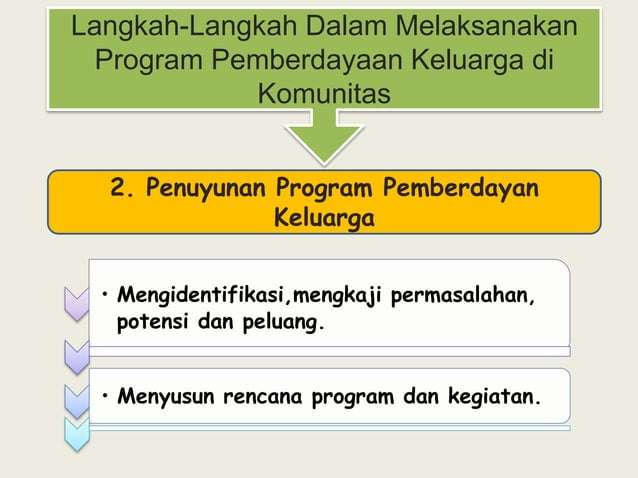 Langkah-Langkah Dalam Melaksanakan
Program Pemberdayaan Keluarga di
Komunitas
2. Penuyunan Program Pemberdayan
Keluarga
• Mengidentifikasi,mengkaji permasalahan,
potensi dan peluang.
• Menyusun rencana program dan kegiatan.